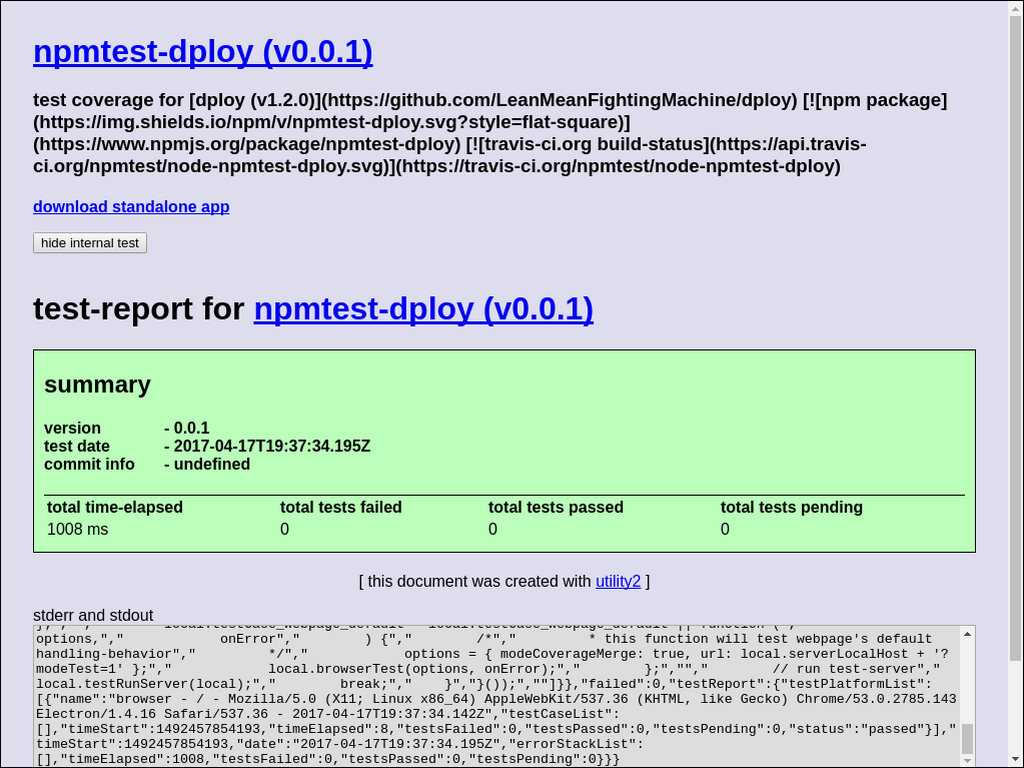 npmtest-dploy (v0.0.1)
test coverage for [dploy (v1.2.0)](https://github.com/LeanMeanFightingMachine/dploy) [![npm package]
(https://img.shields.io/npm/v/npmtest-dploy.svg?style=flat-square)]
(https://www.npmjs.org/package/npmtest-dploy) [![travis-ci.org build-status](https://api.travis-
ci.org/npmtest/node-npmtest-dploy.svg)](https://travis-ci.org/npmtest/node-npmtest-dploy)
download standalone app
hide internal test
test-report for npmtest-dploy (v0.0.1)
summary
version - 0.0.1
test date - 2017-04-17T19:37:34.195Z
commit info - undefined
total time-elapsed total tests failed total tests passed total tests pending
1008 ms 0 0 0
[ this document was created with utility2 ]
stderr and stdout
options,"," onError"," ) {"," /*"," * this function will test webpage's default
handling-behavior"," */"," options = { modeCoverageMerge: true, url: local.serverLocalHost + '?
modeTest=1' };"," local.browserTest(options, onError);"," };",""," // run test-server","
local.testRunServer(local);"," break;"," }","}());",""]}},"failed":0,"testReport":{"testPlatformList":
[{"name":"browser - / - Mozilla/5.0 (X11; Linux x86_64) AppleWebKit/537.36 (KHTML, like Gecko) Chrome/53.0.2785.143
Electron/1.4.16 Safari/537.36 - 2017-04-17T19:37:34.142Z","testCaseList":
[],"timeStart":1492457854193,"timeElapsed":8,"testsFailed":0,"testsPassed":0,"testsPending":0,"status":"passed"}],"
timeStart":1492457854193,"date":"2017-04-17T19:37:34.195Z","errorStackList":
[],"timeElapsed":1008,"testsFailed":0,"testsPassed":0,"testsPending":0}}}